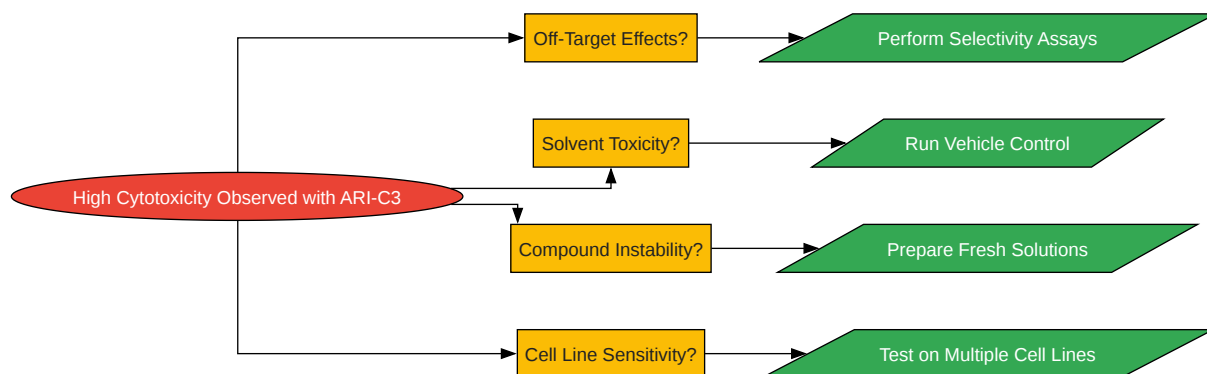 Off-Target Effects?
Perform Selectivity Assays
Solvent Toxicity?
Run Vehicle Control
High Cytotoxicity Observed with ARI-C3
Compound Instability?
Prepare Fresh Solutions
Cell Line Sensitivity?
Test on Multiple Cell Lines